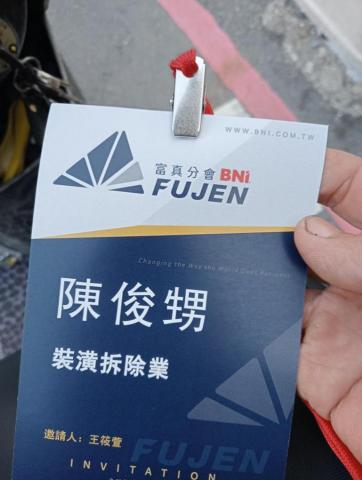 WWW.BNI.COM.TW
富真分會 BNI
FUJEN
Changing the Way the World Does Business
陳俊甥
裝潢拆除業
邀請人：王筱萱
FUJEN
INVITATION